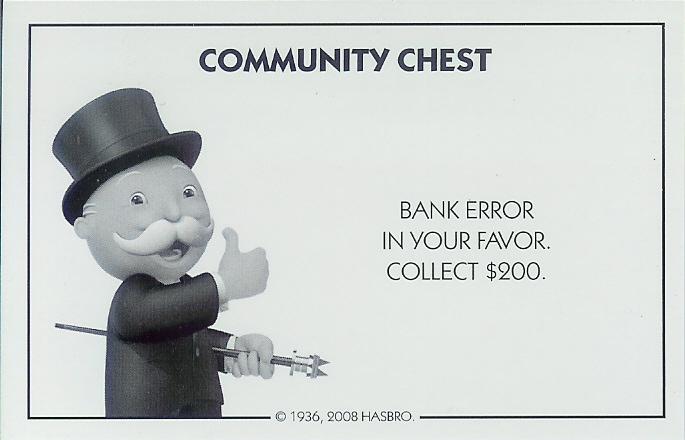 COMMUNITY CHEST
BANK ERROR
IN YOUR FAVOR.
COLLECT $200.
© 1936, 2008 HASBRO.